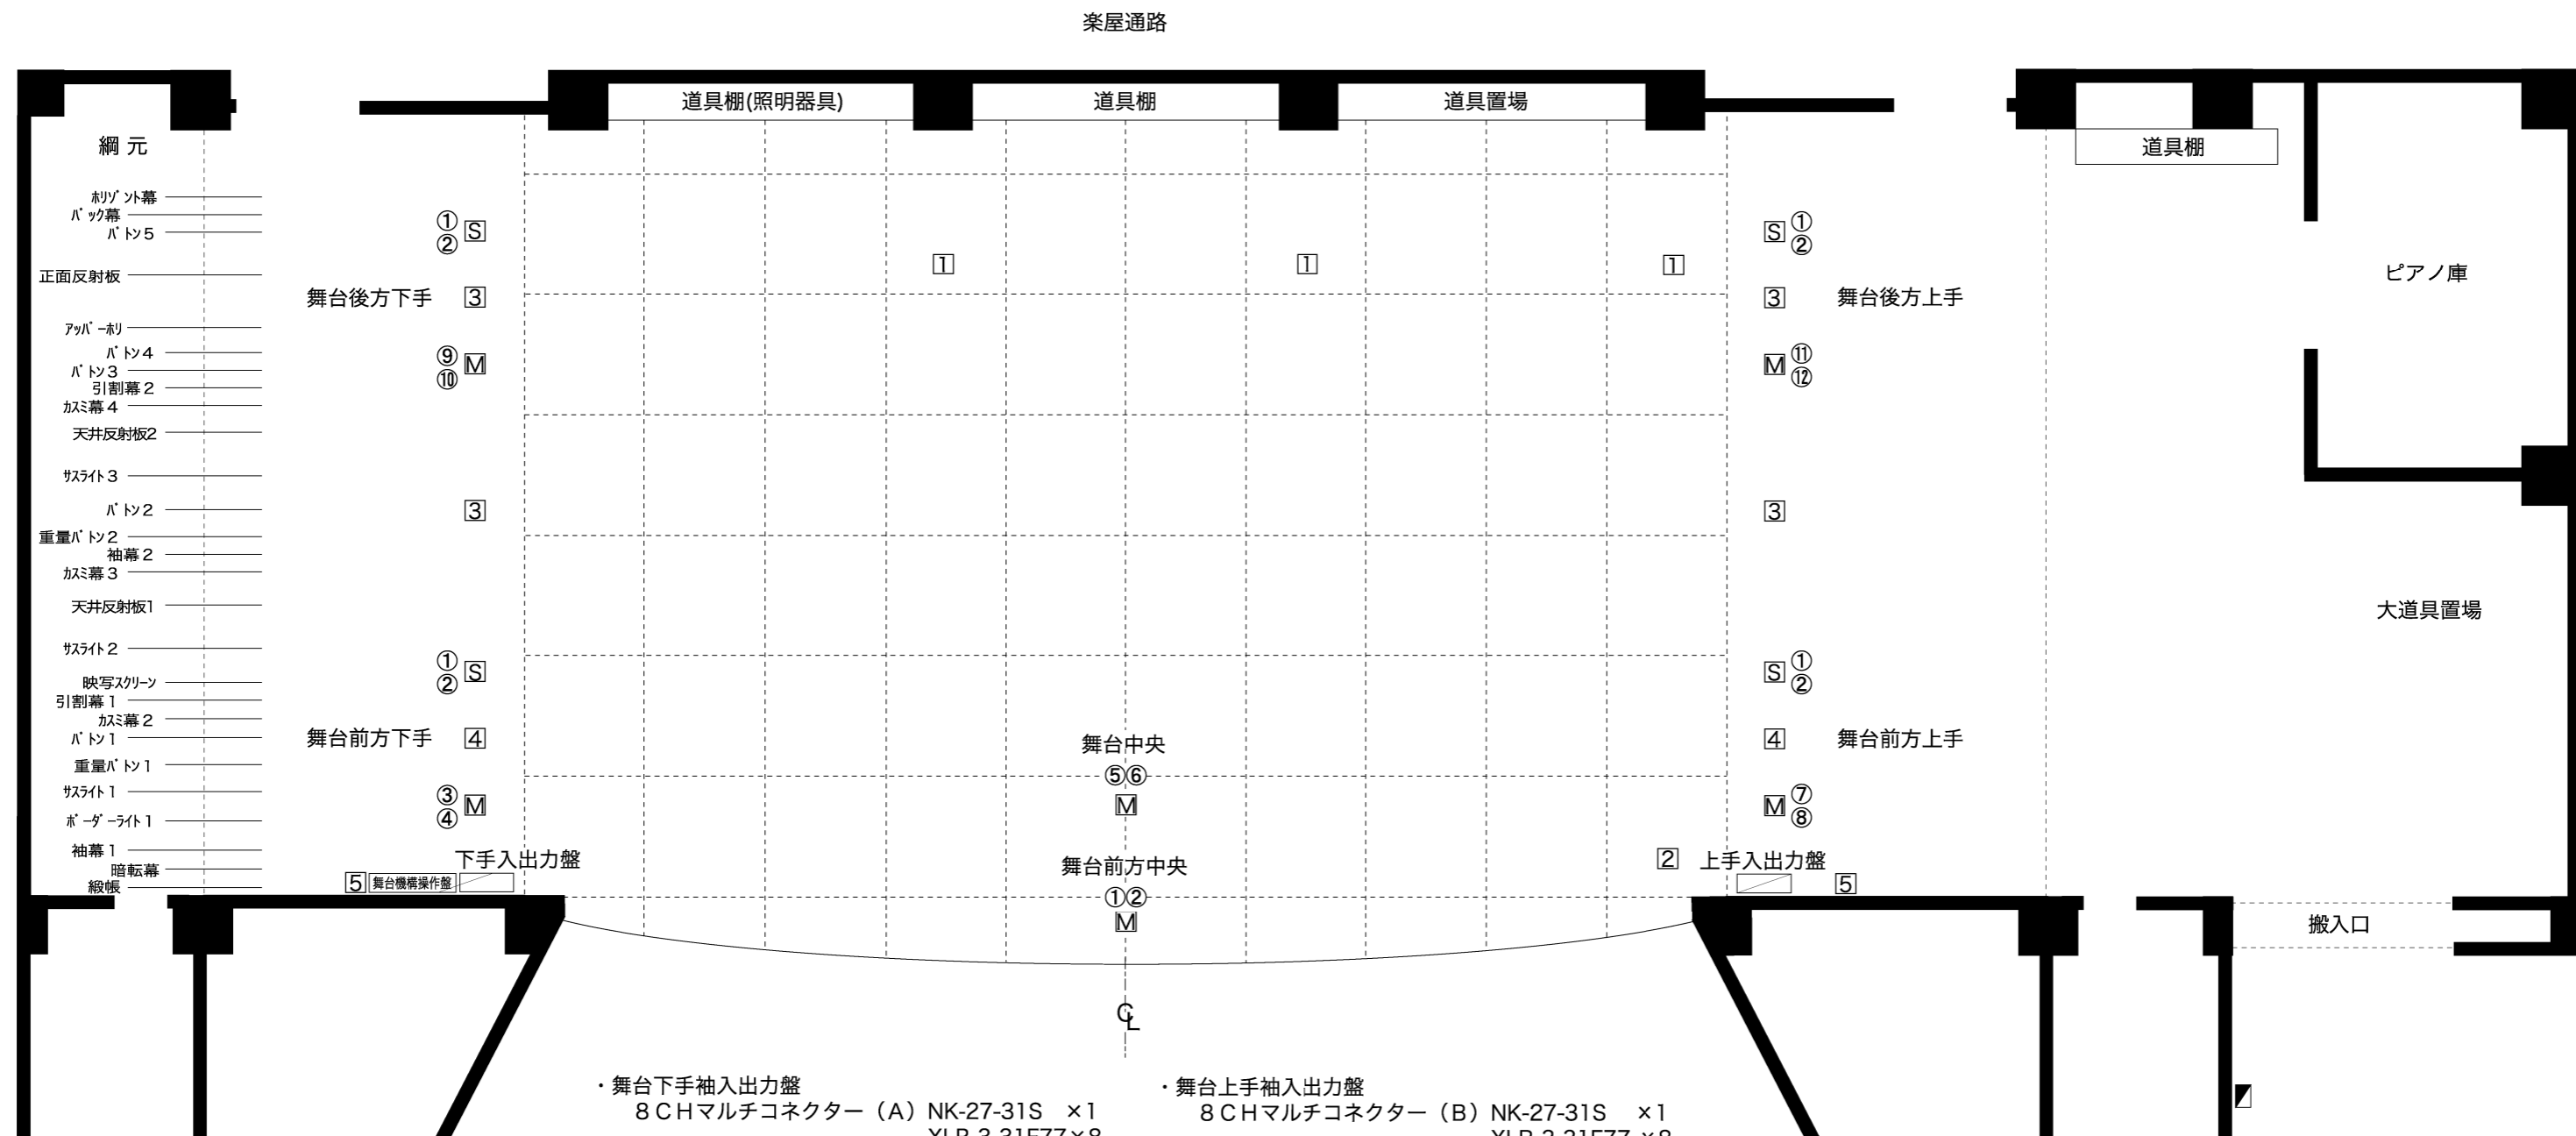 楽屋通路
道具棚(照明器具)
道具棚
道具置場
道具棚
綱 元
ﾎﾘｿﾞﾝﾄ幕
ﾊﾞｯｸ幕
ﾊﾞﾄﾝ5
正面反射板
ｱｯﾊﾟｰﾎﾘ
ﾊﾞﾄﾝ4
ﾊﾞﾄﾝ3
引割幕2
ｶｽﾐ幕4
天井反射板2
ｻｽﾗｲﾄ3
ﾊﾞﾄﾝ2
重量ﾊﾞﾄﾝ2
袖幕2
ｶｽﾐ幕3
天井反射板1
ｻｽﾗｲﾄ2
映写ｽｸﾘｰﾝ
引割幕1
ｶｽﾐ幕2
ﾊﾞﾄﾝ1
重量ﾊﾞﾄﾝ1
ｻｽﾗｲﾄ1
ﾎﾞｰﾀﾞｰﾗｲﾄ1
袖幕1
暗転幕
緞帳
① S
②
舞台後方下手 3
⑨ M
⑩
3
① S
②
舞台前方下手 4
③ M
④
下手入出力盤
5 舞台機構操作盤
1
1
1
舞台中央
⑤⑥
M
舞台前方中央
①②
M
S ①
②
3 舞台後方上手
M ⑪
⑫
3
S ①
②
4 舞台前方上手
M ⑦
⑧
2 上手入出力盤
5
ピアノ庫
大道具置場
搬入口
CL
・舞台下手袖入出力盤
8CHマルチコネクター（A）NK-27-31S ×1
XLR-3-31F77×8
・舞台上手袖入出力盤
8CHマルチコネクター（B）NK-27-31S ×1
XLR-3-31F77 ×8